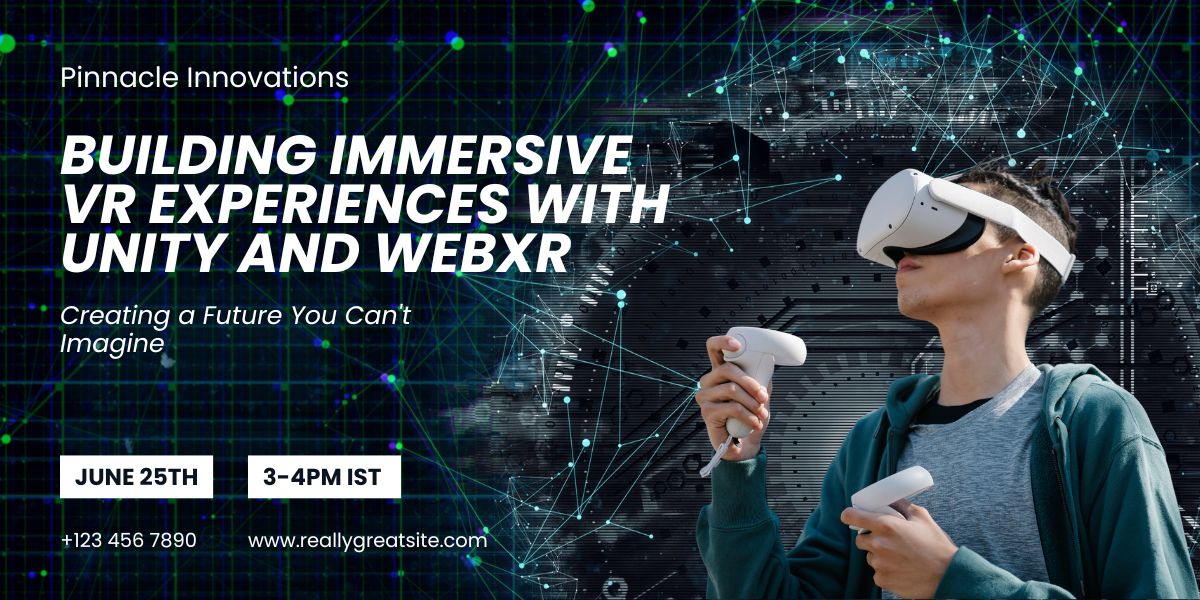 Pinnacle Innovations
BUILDING IMMERSIVE
VR EXPERIENCES WITH
UNITY AND WEBXR
Creating a Future You Can't
Imagine
JUNE 25TH
3-4PM IST
+123 456 7890
www.reallygreatsite.com